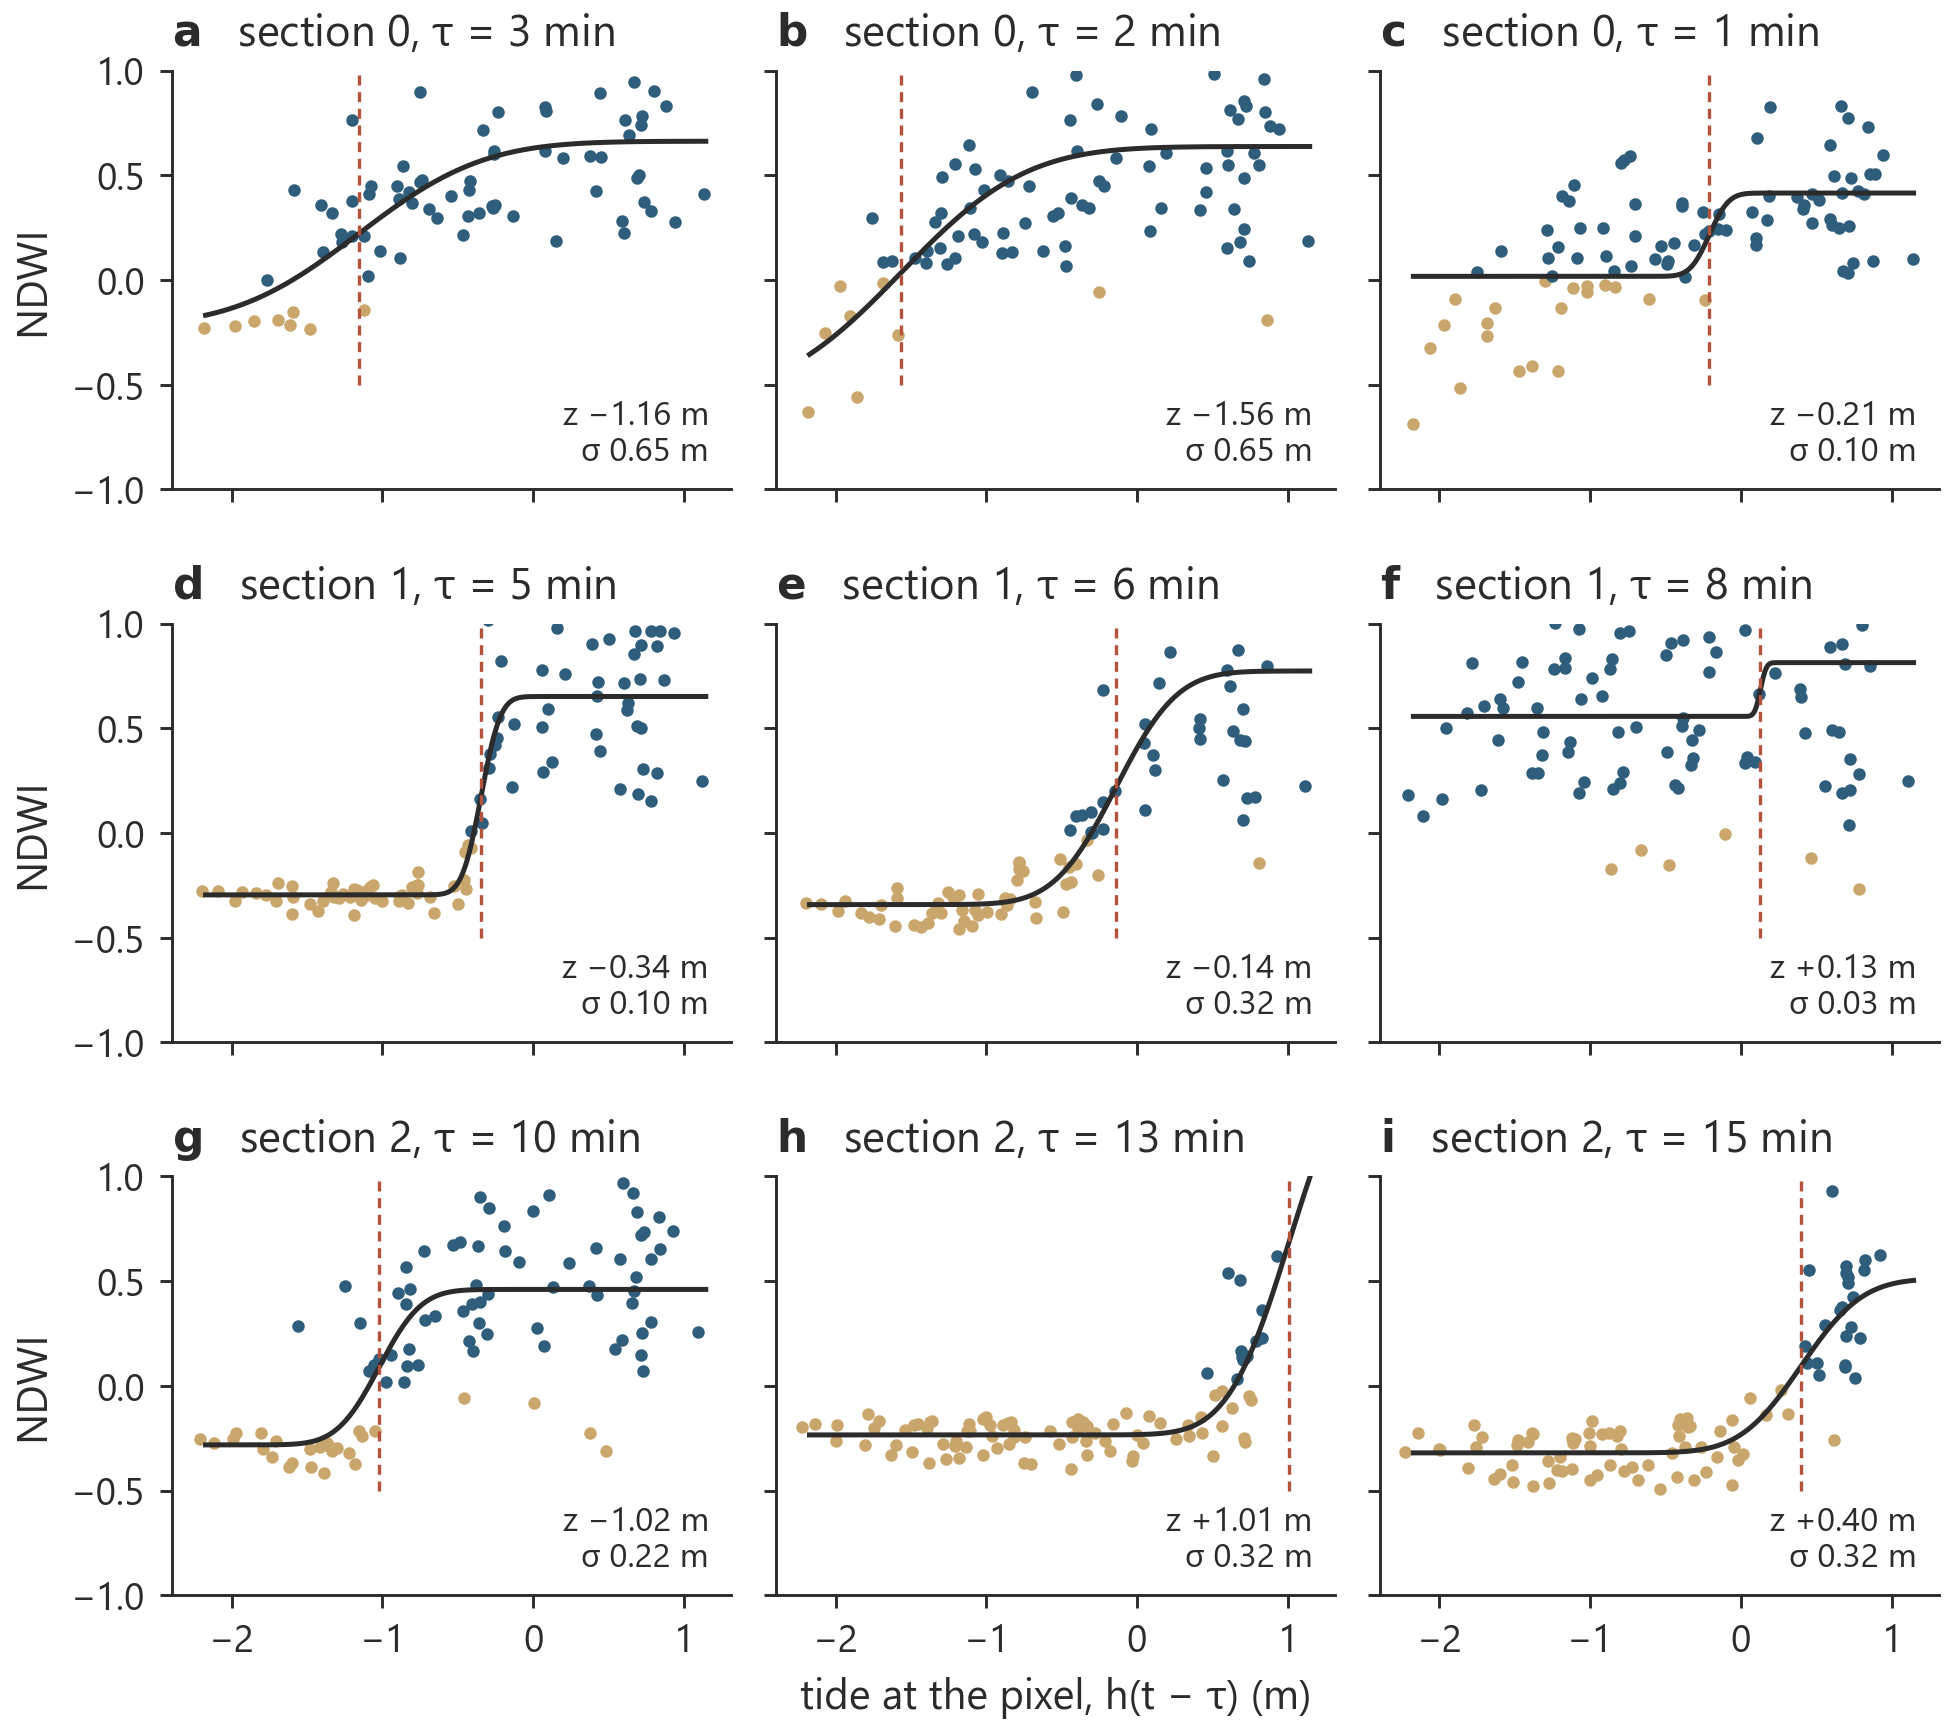 a section 0, τ = 3 min
b section 0, τ = 2 min
c section 0, τ = 1 min
NDWI
1.0
0.5
0.0
−0.5
−1.0
z −1.16 m
σ 0.65 m
z −1.56 m
σ 0.65 m
z −0.21 m
σ 0.10 m
d section 1, τ = 5 min
e section 1, τ = 6 min
f section 1, τ = 8 min
NDWI
1.0
0.5
0.0
−0.5
−1.0
z −0.34 m
σ 0.10 m
z −0.14 m
σ 0.32 m
z +0.13 m
σ 0.03 m
g section 2, τ = 10 min
h section 2, τ = 13 min
i section 2, τ = 15 min
NDWI
1.0
0.5
0.0
−0.5
−1.0
z −1.02 m
σ 0.22 m
z +1.01 m
σ 0.32 m
z +0.40 m
σ 0.32 m
−2 −1 0 1
−2 −1 0 1
−2 −1 0 1
tide at the pixel, h(t − τ) (m)